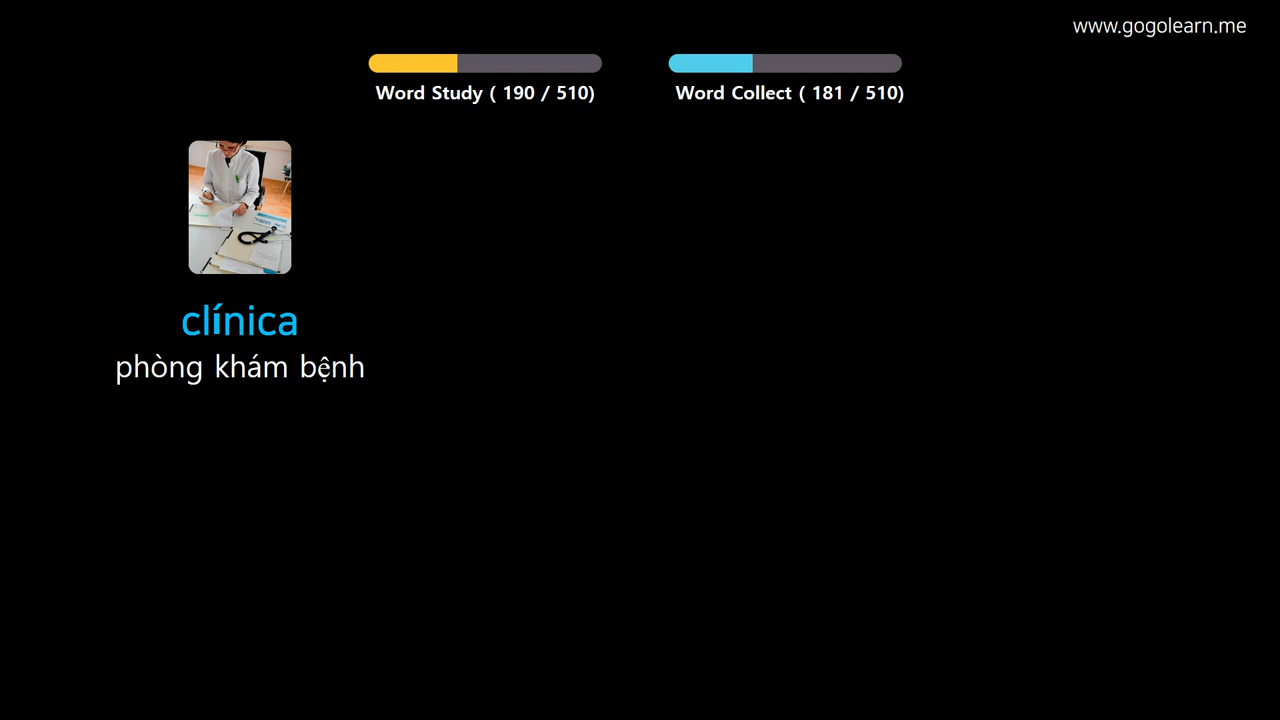 www.gogolearn.me
Word Study ( 190 / 510)
Word Collect ( 181 / 510)
clínica
phòng khám bệnh